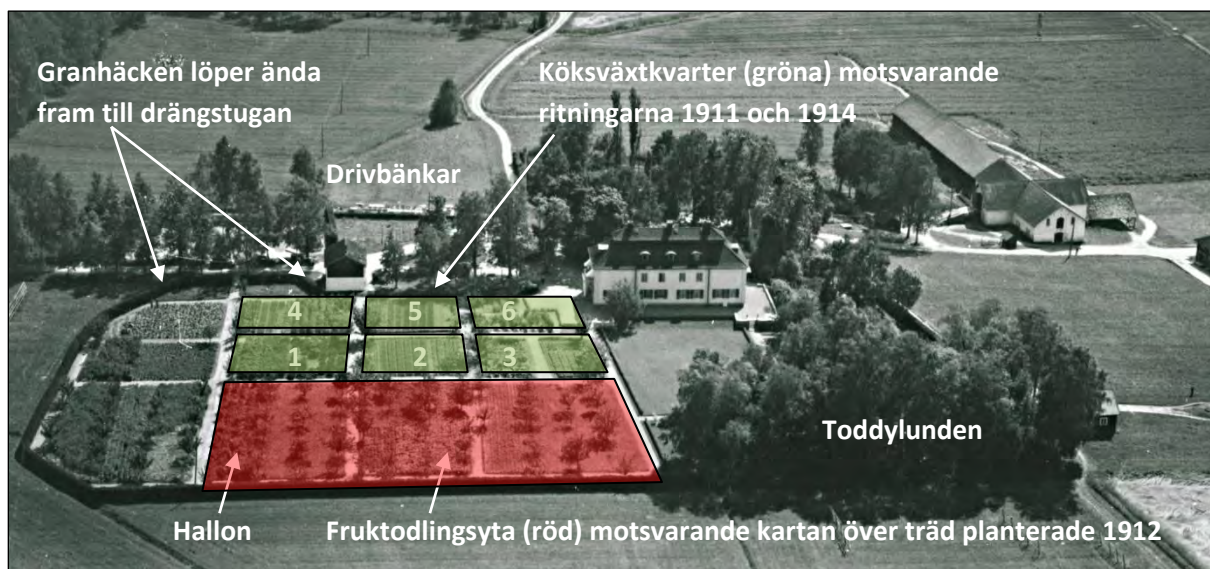 Granhäcken löper ända
fram till drängstugan
Köksväxtkvarter (gröna) motsvarande
ritningarna 1911 och 1914
Drivbänkar
4 5 6
1 2 3
Toddylunden
Hallon
Fruktodlingsyta (röd) motsvarande kartan över träd planterade 1912